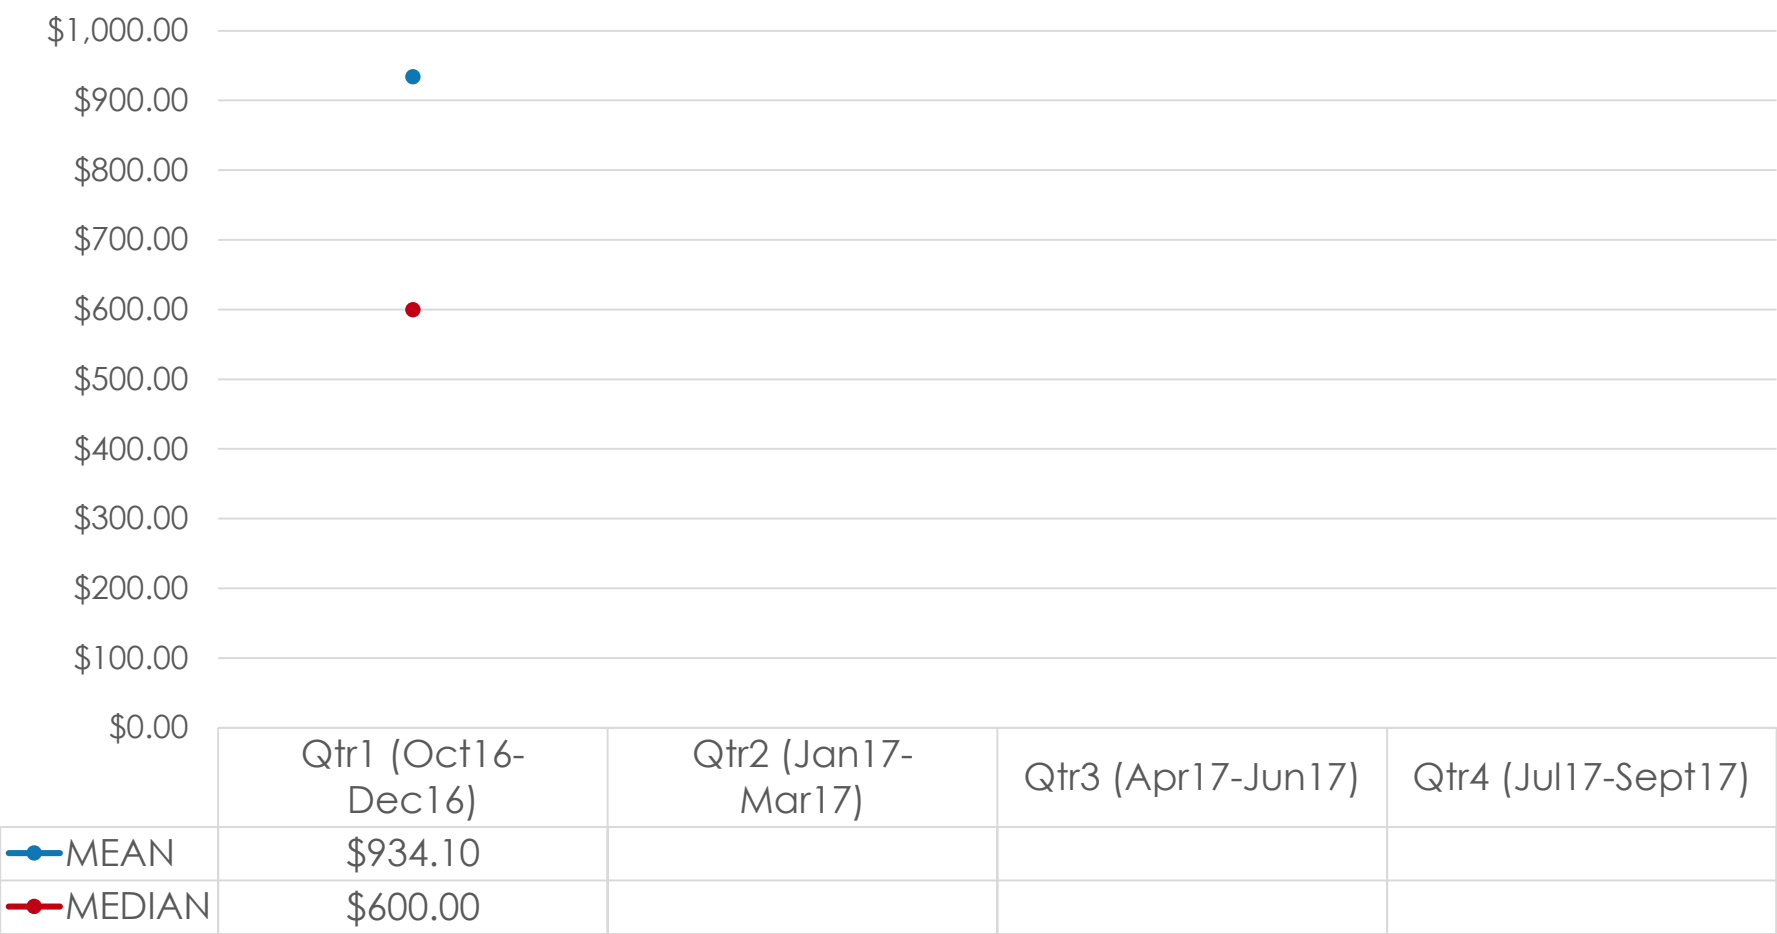 $1,000.00
$900.00
$800.00
$700.00
$600.00
$500.00
$400.00
$300.00
$200.00
$100.00
$0.00
Qtr1 (Oct16-
Dec16)
Qtr2 (Jan17-
Mar17)
Qtr3 (Apr17-Jun17)
Qtr4 (Jul17-Sept17)
MEAN $934.10
MEDIAN $600.00